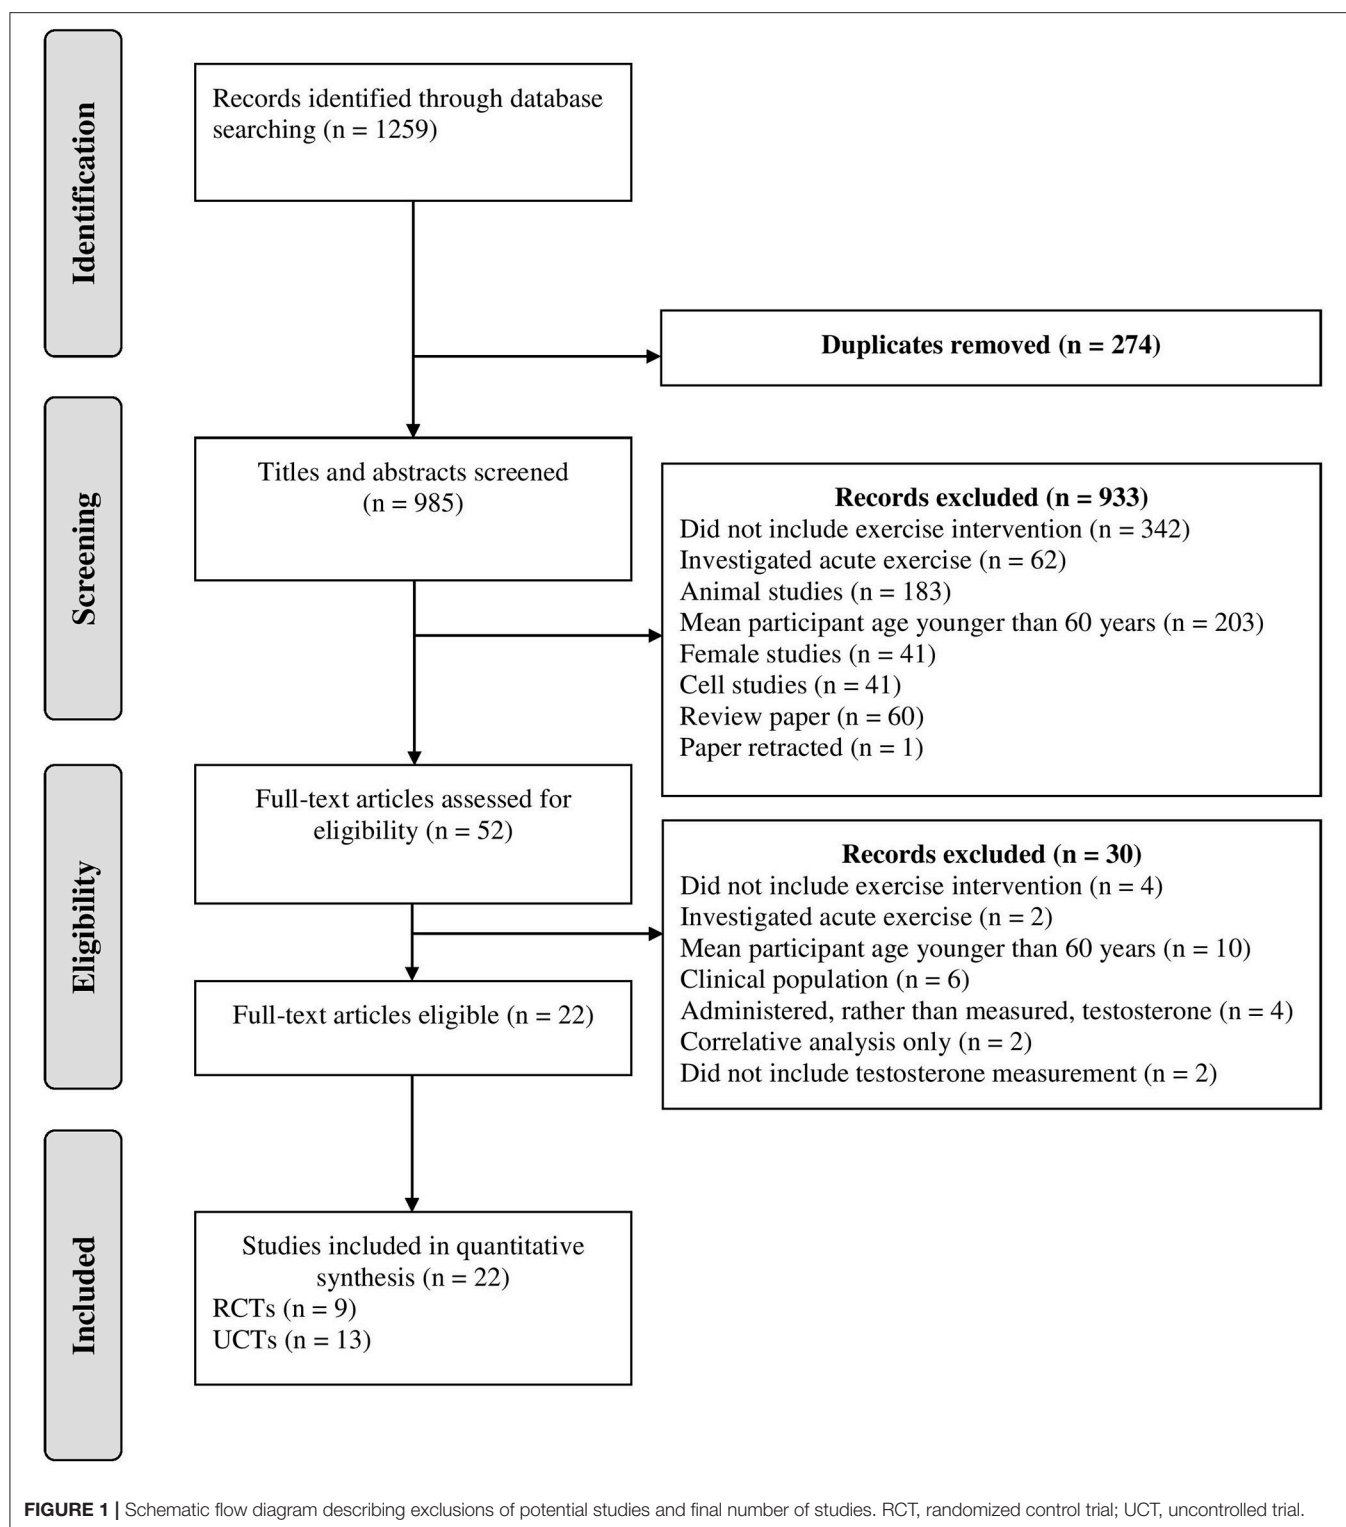 Identification
Records identified through database
searching (n = 1259)
Duplicates removed (n = 274)
Screening
Titles and abstracts screened
(n = 985)
Records excluded (n = 933)
Did not include exercise intervention (n = 342)
Investigated acute exercise (n = 62)
Animal studies (n = 183)
Mean participant age younger than 60 years (n = 203)
Female studies (n = 41)
Cell studies (n = 41)
Review paper (n = 60)
Paper retracted (n = 1)
Eligibility
Full-text articles assessed for
eligibility (n = 52)
Records excluded (n = 30)
Did not include exercise intervention (n = 4)
Investigated acute exercise (n = 2)
Mean participant age younger than 60 years (n = 10)
Clinical population (n = 6)
Administered, rather than measured, testosterone (n = 4)
Correlative analysis only (n = 2)
Did not include testosterone measurement (n = 2)
Full-text articles eligible (n = 22)
Included
Studies included in quantitative
synthesis (n = 22)
RCTs (n = 9)
UCTs (n = 13)
FIGURE 1 | Schematic flow diagram describing exclusions of potential studies and final number of studies. RCT, randomized control trial; UCT, uncontrolled trial.